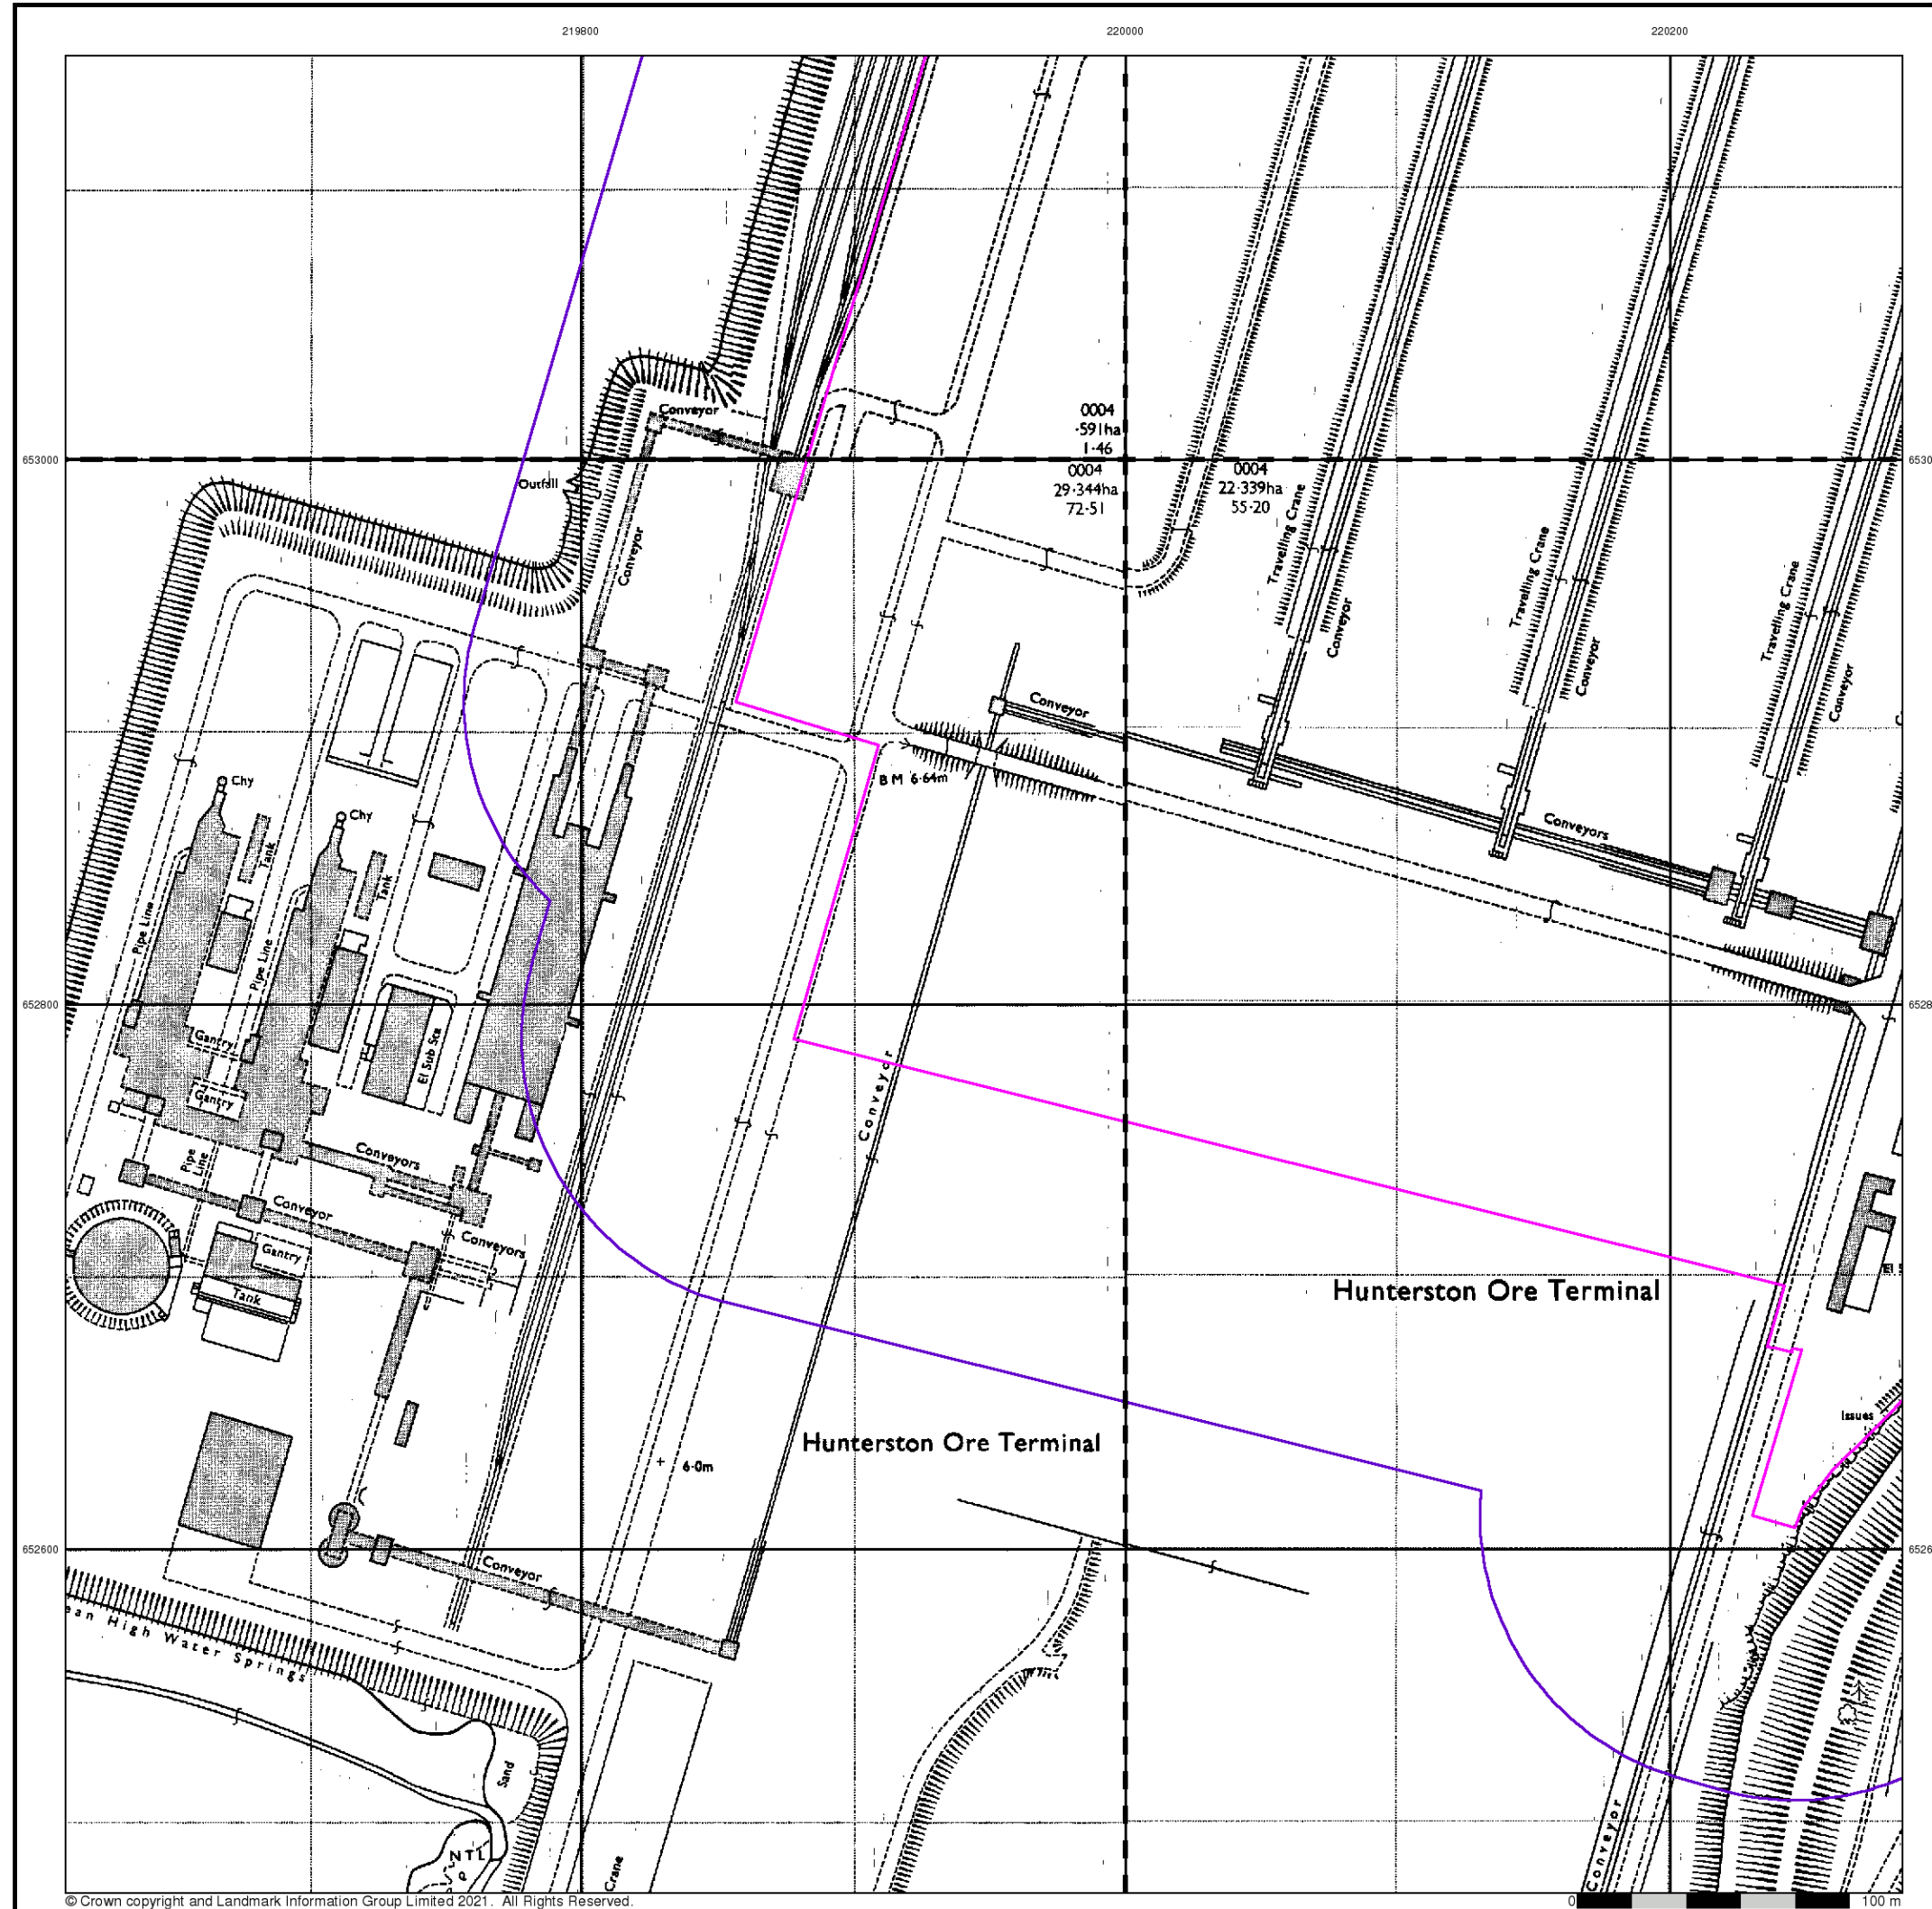 219800
220000
220200
Conveyor
0004
·591ha
1·46
653000
0004
29·344ha
72·51
0004
22·339ha
55·20
Outfall
Conveyor
Travelling Crane
Conveyor
Travelling Crane
Conveyor
Travelling Crane
Conveyor
Conveyor
B M 6·64m
Chy
Chy
Tank
Tank
Conveyors
Pipe Line
Pipe Line
652800
Gantry
Gantry
El Sub Sta
Conveyor
Conveyors
Pipe
Line
Conveyor
Conveyors
Gantry
Tank
Hunterston Ore Terminal
El
Issues
Hunterston Ore Terminal
6·0m
652600
Conveyor
ean High Water Springs
Sand
NTL
Crane
Conveyor
© Crown copyright and Landmark Information Group Limited 2021. All Rights Reserved.
0
100 m